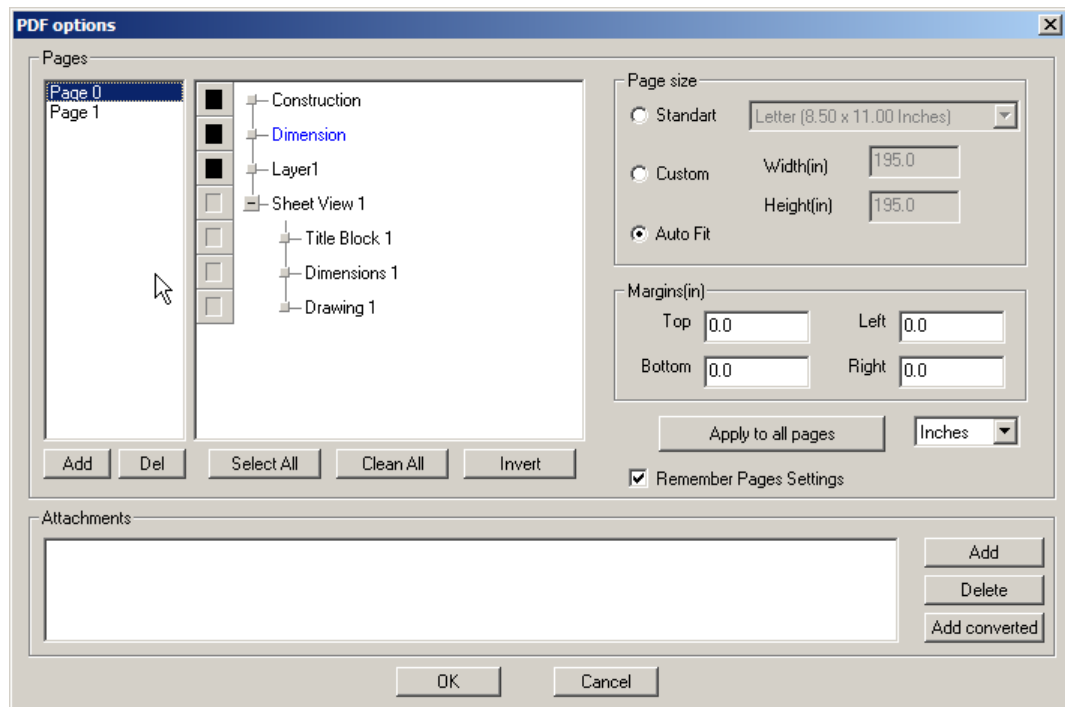 PDF options
Pages
Page 0
Page 1
Construction
Dimension
Layer1
Sheet View 1
Title Block 1
Dimensions 1
Drawing 1
Add
Del
Select All
Clean All
Invert
Page size
Standart
Letter (8.50 x 11.00 Inches)
Custom
Width(in)
195.0
Height(in)
195.0
Auto Fit
Margins(in)
Top
0.0
Left
0.0
Bottom
0.0
Right
0.0
Apply to all pages
Inches
Remember Pages Settings
Attachments
Add
Delete
Add converted
OK
Cancel